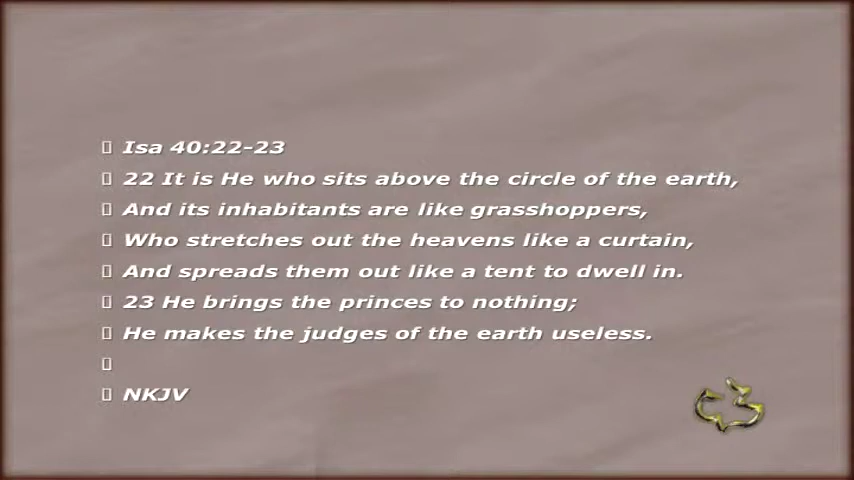 Isa 40:22-23
22 It is He who sits above the circle of the earth,
And its inhabitants are like grasshoppers,
Who stretches out the heavens like a curtain,
And spreads them out like a tent to dwell in.
23 He brings the princes to nothing;
He makes the judges of the earth useless.
NKJV